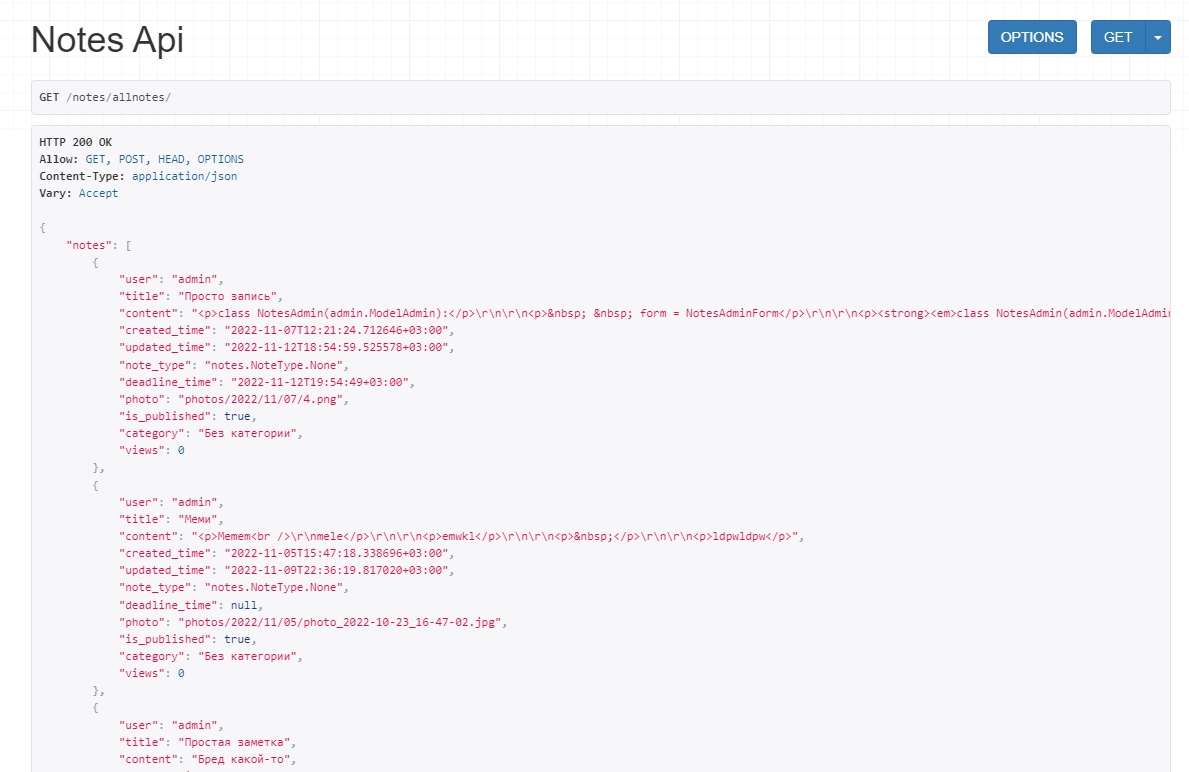 Notes Api
OPTIONS
GET
GET /notes/allnotes/
HTTP 200 OK
Allow: GET, POST, HEAD, OPTIONS
Content-Type: application/json
Vary: Accept
{
"notes": [
{
"user": "admin",
"title": "Просто запись",
"content": "<p>class NotesAdmin(admin.ModelAdmin):</p>\r\n\r\n<p>&nbsp; &nbsp; form = NotesAdminForm</p>\r\n\r\n<p><strong><em>class NotesAdmin(admin.ModelAdmi
"created_time": "2022-11-07T12:21:24.712646+03:00",
"updated_time": "2022-11-12T18:54:59.525578+03:00",
"note_type": "notes.NoteType.None",
"deadline_time": "2022-11-12T19:54:49+03:00",
"photo": "photos/2022/11/07/4.png",
"is_published": true,
"category": "Без категории",
"views": 0
},
{
"user": "admin",
"title": "Меми",
"content": "<p>Memem<br />\r\nmele</p>\r\n\r\n<p>emwkl</p>\r\n\r\n<p>&nbsp;</p>\r\n\r\n<p>ldpwldpw</p>",
"created_time": "2022-11-05T15:47:18.338696+03:00",
"updated_time": "2022-11-09T22:36:19.817020+03:00",
"note_type": "notes.NoteType.None",
"deadline_time": null,
"photo": "photos/2022/11/05/photo_2022-10-23_16-47-02.jpg",
"is_published": true,
"category": "Без категории",
"views": 0
},
{
"user": "admin",
"title": "Простая заметка",
"content": "Бред какой-то",